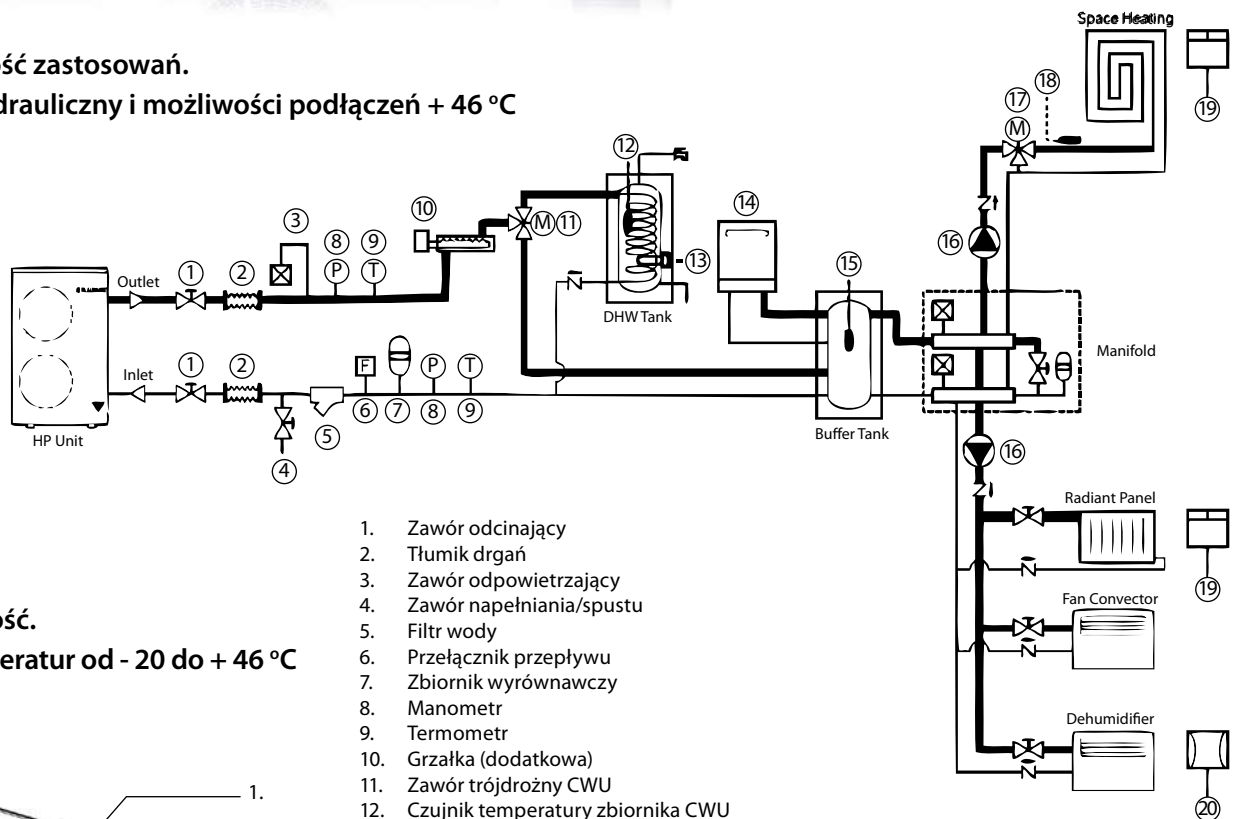 Space Heating
ść zastosowań.
drauliczny i możliwości podłączeń + 46 °C
19
18
17
M
12
3
8
9
10
14
M 11
16
P
T
13
15
1
2
Outlet
DHW Tank
Manifold
Inlet
1
2
F
P
T
6
7
8
9
5
4
HP Unit
Buffer Tank
16
Radiant Panel
19
Fan Convector
Dehumidifier
20
1. Zawór odcinający
2. Tłumik drgań
3. Zawór odpowietrzający
4. Zawór napełniania/spustu
5. Filtr wody
6. Przełącznik przepływu
7. Zbiornik wyrównawczy
8. Manometr
9. Termometr
10. Grzałka (dodatkowa)
11. Zawór trójdrożny CWU
12. Czujnik temperatury zbiornika CWU
ość.
eratur od - 20 do + 46 °C
1.